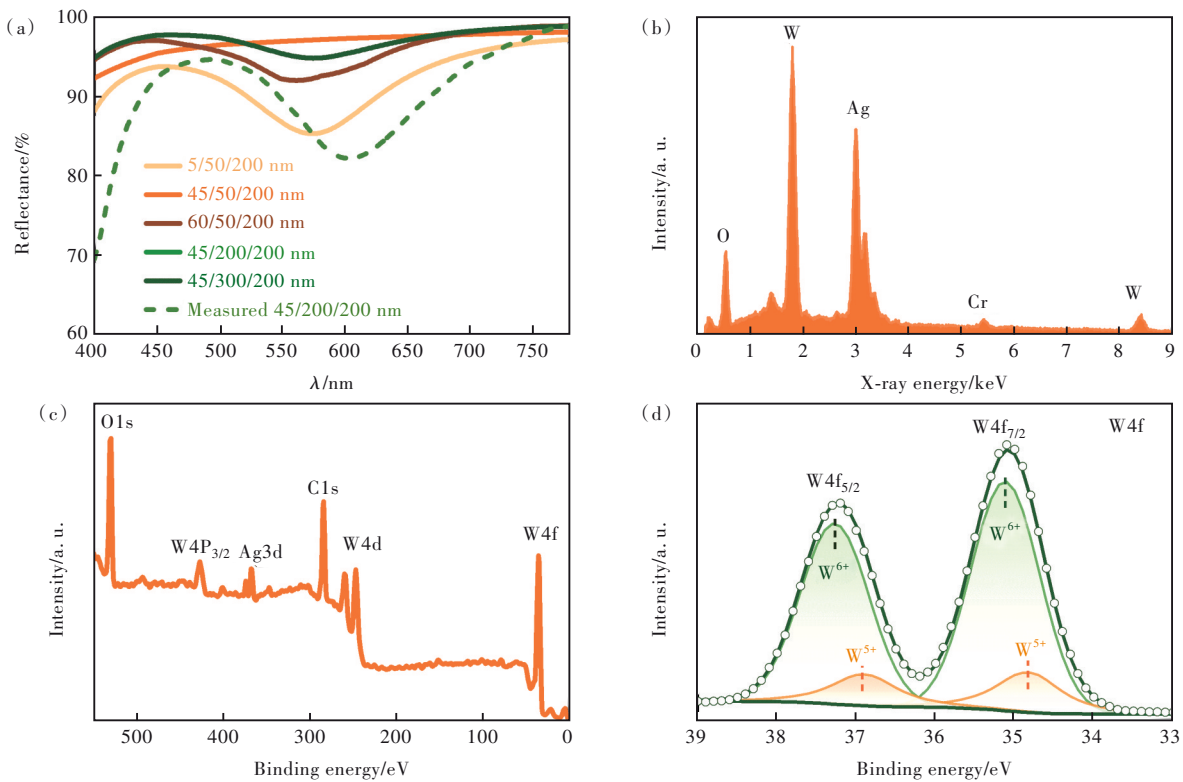 (a)
100
90
80
70
60
Reflectance/%
5/50/200 nm
45/50/200 nm
60/50/200 nm
45/200/200 nm
45/300/200 nm
Measured 45/200/200 nm
400 450 500 550 600 650 700 750
λ/nm
(b)
Intensity/a. u.
W
Ag
O
Cr
W
0 1 2 3 4 5 6 7 8 9
X-ray energy/keV
(c)
Intensity/a. u.
O1s
W4P3/2
Ag3d
C1s
W4d
W4f
500 400 300 200 100 0
Binding energy/eV
(d)
Intensity/a. u.
W4f5/2
W4f7/2
W4f
W6+
W6+
W5+
W5+
39 38 37 36 35 34 33
Binding energy/eV